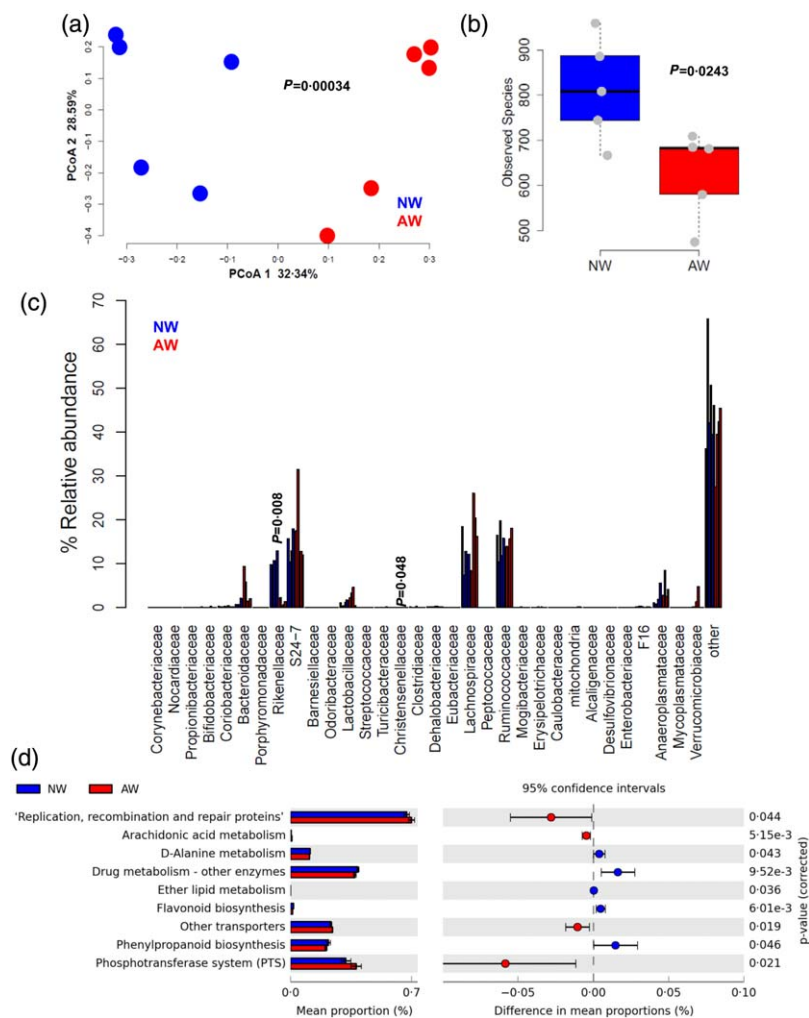 (a)
P=0·00034
PCoA 2 28.59%
0.2
0.1
0.0
-0.1
-0.2
-0.3
-0.4
NW
AW
-0·3
-0·2
-0·1
0·0
0·1
0·2
0·3
PCoA 1 32·34%
(b)
P=0·0243
Observed Species
900
800
700
600
500
NW
AW
(c)
NW
AW
% Relative abundance
70
60
50
40
30
20
10
0
P=0·008
P=0·048
Corynebacteriaceae
Nocardiaceae
Propionibacteriaceae
Bifidobacteriaceae
Coriobacteriaceae
Bacteroidaceae
Porphyromonadaceae
Rikenellaceae
S24-7
Barnesiellaceae
Odoribacteraceae
Lactobacillaceae
Streptococcaceae
Turicibacteraceae
Christensenellaceae
Clostridiaceae
Dehalobacteriaceae
Eubacteriaceae
Lachnospiraceae
Peptococcaceae
Ruminococcaceae
Mogibacteriaceae
Erysipelotrichaceae
Caulobacteraceae
mitochondria
Alcaligenaceae
Desulfovibrionaceae
Enterobacteriaceae
F16
Anaeroplasmataceae
Mycoplasmataceae
Verrucomicrobiaceae
other
(d)
NW AW
95% confidence intervals
'Replication, recombination and repair proteins' 0·044
Arachidonic acid metabolism 5·15e-3
D-Alanine metabolism 0·043
Drug metabolism - other enzymes 9·52e-3
Ether lipid metabolism 0·036
Flavonoid biosynthesis 6·01e-3
Other transporters 0·019
Phenylpropanoid biosynthesis 0·046
Phosphotransferase system (PTS) 0·021
p-value (corrected)
0·0 0·7 −0·05 0·00 0·05 0·10
Mean proportion (%) Difference in mean proportions (%)